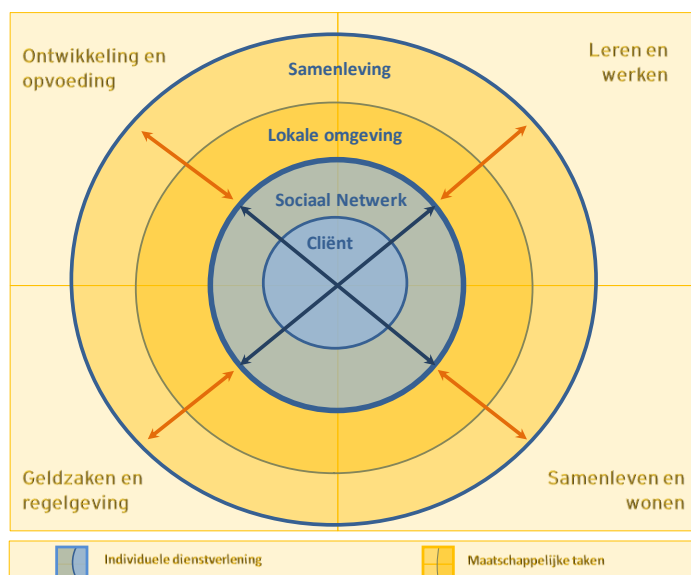 Ontwikkeling en
opvoeding
Leren en
werken
Samenleving
Lokale omgeving
Sociaal Netwerk
Cliënt
Geldzaken en
regelgeving
Samenleven en
wonen
Individuele dienstverlening
Maatschappelijke taken